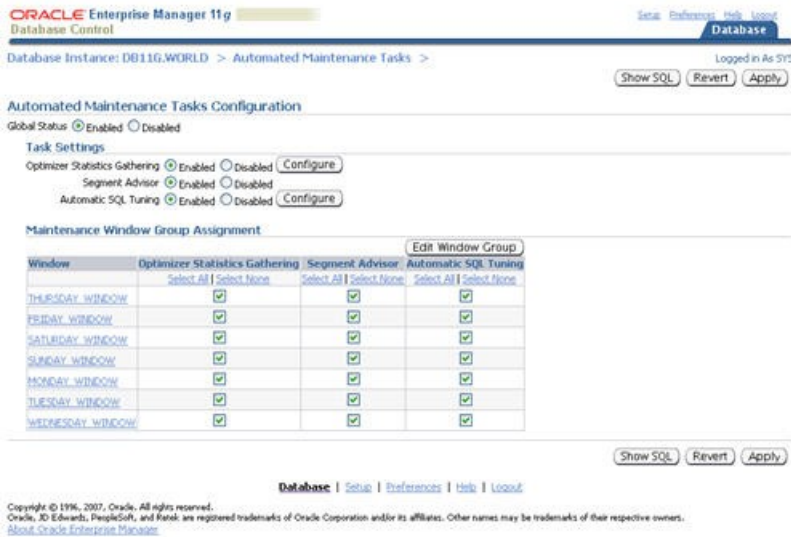 ORACLE Enterprise Manager 11g
Database Control
Setup Preferences Help Logout
Database
Database Instance: DB11G.WORLD > Automated Maintenance Tasks >
Logged in As SYS
Show SQL Revert Apply
Automated Maintenance Tasks Configuration
Global Status Enabled Disabled
Task Settings
Optimizer Statistics Gathering Enabled Disabled Configure
Segment Advisor Enabled Disabled
Automatic SQL Tuning Enabled Disabled Configure
Maintenance Window Group Assignment
Edit Window Group
Window Optimizer Statistics Gathering Segment Advisor Automatic SQL Tuning
Select All | Select None Select All | Select None Select All | Select None
THURSDAY_WINDOW
FRIDAY_WINDOW
SATURDAY_WINDOW
SUNDAY_WINDOW
MONDAY_WINDOW
TUESDAY_WINDOW
WEDNESDAY_WINDOW
Show SQL Revert Apply
Database | Setup | Preferences | Help | Logout
Copyright © 1996, 2007, Oracle. All rights reserved.
Oracle, JD Edwards, PeopleSoft, and Retek are registered trademarks of Oracle Corporation and/or its affiliates. Other names may be trademarks of their respective owners.
About Oracle Enterprise Manager